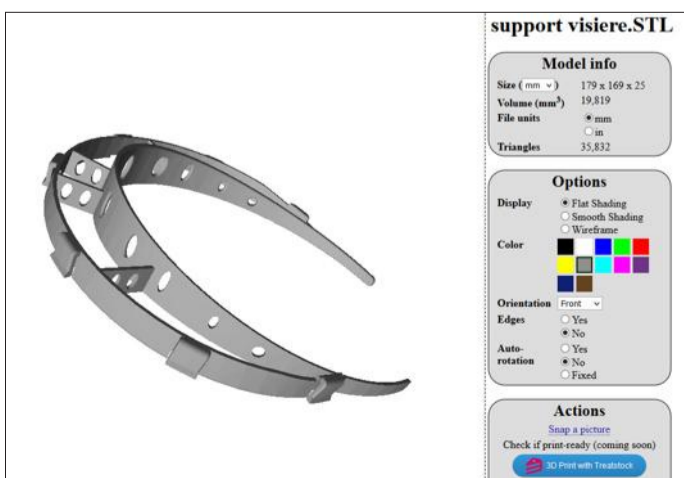 support visiere.STL
Model info
Size ( mm ) 179 x 169 x 25
Volume (mm³) 19,819
File units mm
in
Triangles 35,832
Options
Display Flat Shading
Smooth Shading
Wireframe
Color
Orientation Front
Edges Yes
No
Auto- Yes
rotation No
Fixed
Actions
Snap a picture
Check if print-ready (coming soon)
3D Print with Treatstock